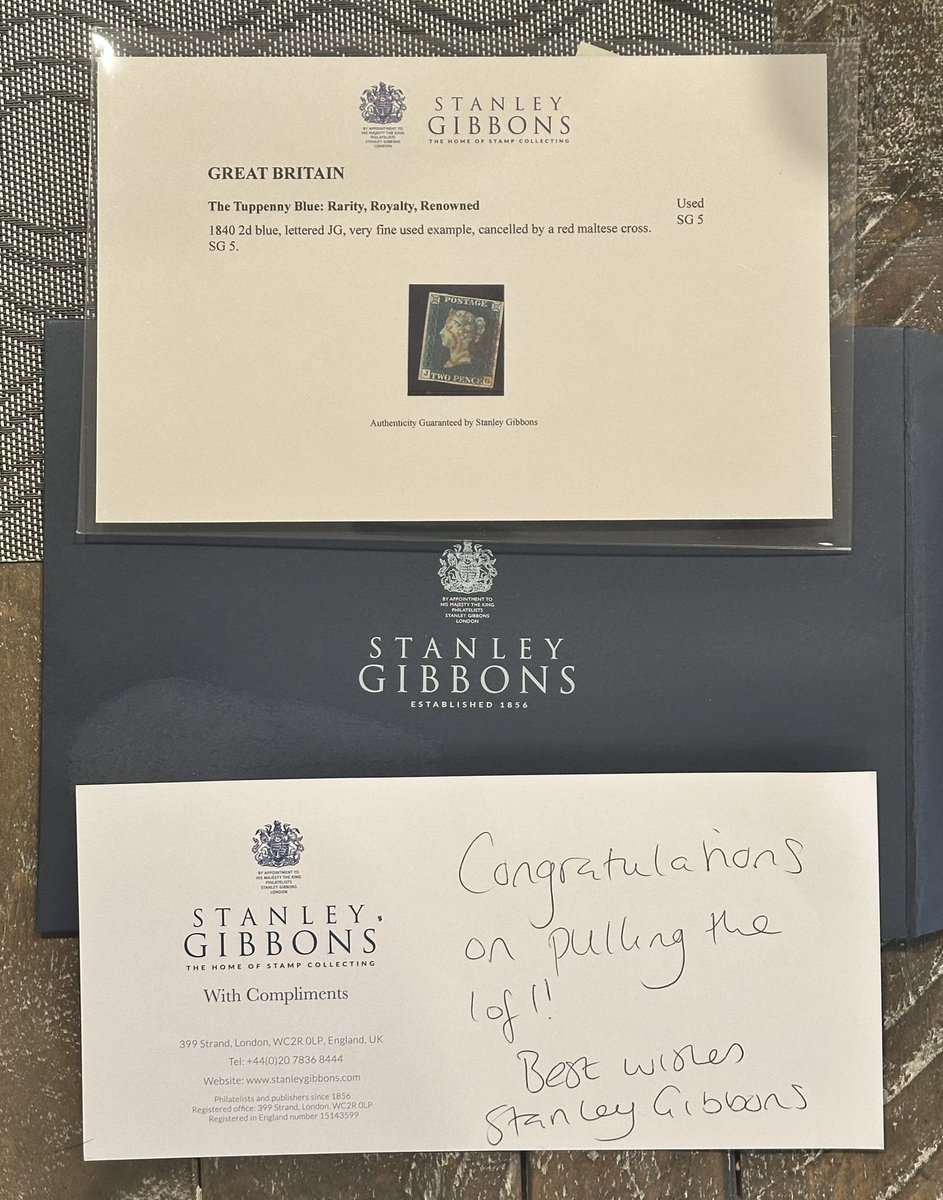 BY APPOINTMENT TO
HIS MAJESTY THE KING
PHILATELISTS
STANLEY GIBBONS
LONDON
STANLEY
GIBBONS
THE HOME OF STAMP COLLECTING
GREAT BRITAIN
The Tuppenny Blue: Rarity, Royalty, Renowned
Used
1840 2d blue, lettered JG, very fine used example, cancelled by a red maltese cross.
SG 5
SG 5.
POSTAGE
J TWO PENCE G
Authenticity Guaranteed by Stanley Gibbons
BY APPOINTMENT TO
HIS MAJESTY THE KING
PHILATELISTS
STANLEY GIBBONS
LONDON
STANLEY
GIBBONS
ESTABLISHED 1856
BY APPOINTMENT TO
HIS MAJESTY THE KING
PHILATELISTS
STANLEY GIBBONS
LONDON
STANLEY
GIBBONS
THE HOME OF STAMP COLLECTING
With Compliments
399 Strand, London, WC2R 0LP, England, UK
Tel: +44(0)20 7836 8444
Website: www.stanleygibbons.com
Philatelists and publishers since 1856
Registered office: 399 Strand, London, WC2R 0LP
Registered in England number 15143599
Congratulations
on pulling the
1 of 1!
Best wishes
Stanley Gibbons